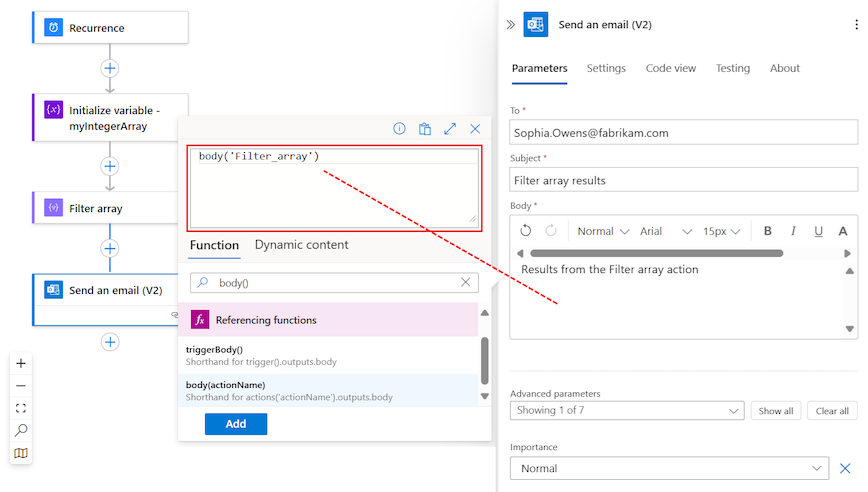 Recurrence
Initialize variable -
myIntegerArray
Filter array
Send an email (V2)
body('Filter_array')
Function
Dynamic content
body()
fx
Referencing functions
triggerBody()
Shorthand for trigger().outputs.body
body(actionName)
Shorthand for actions('actionName').outputs.body
Add
Send an email (V2)
Parameters
Settings
Code view
Testing
About
To *
Sophia.Owens@fabrikam.com
Subject *
Filter array results
Body *
Normal
Arial
15px
B
I
U
A
Results from the Filter array action
Advanced parameters
Showing 1 of 7
Show all
Clear all
Importance
Normal